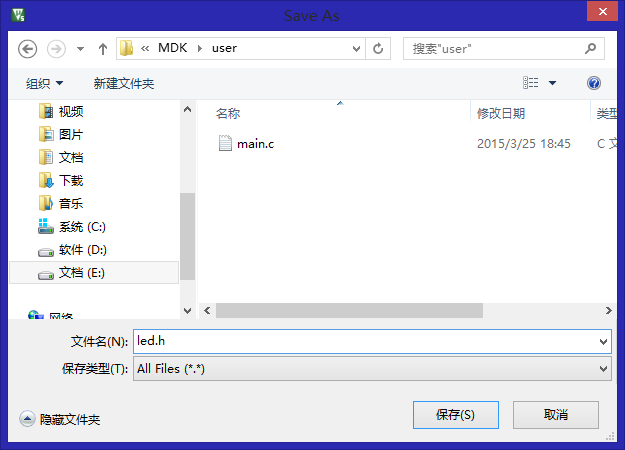 Save As
« MDK › user
搜索"user"
组织 新建文件夹
名称 修改日期 类型
视频
图片
文档
下载
音乐
系统 (C:)
软件 (D:)
文档 (E:)
网络
main.c 2015/3/25 18:45 C 文
文件名(N): led.h
保存类型(T): All Files (*.*)
隐藏文件夹 保存(S) 取消